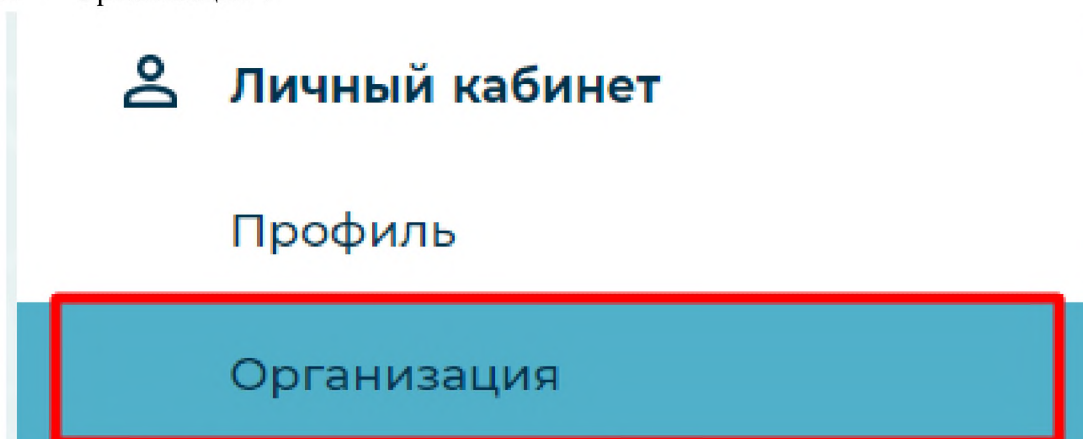 Личный кабинет
Профиль
Организация